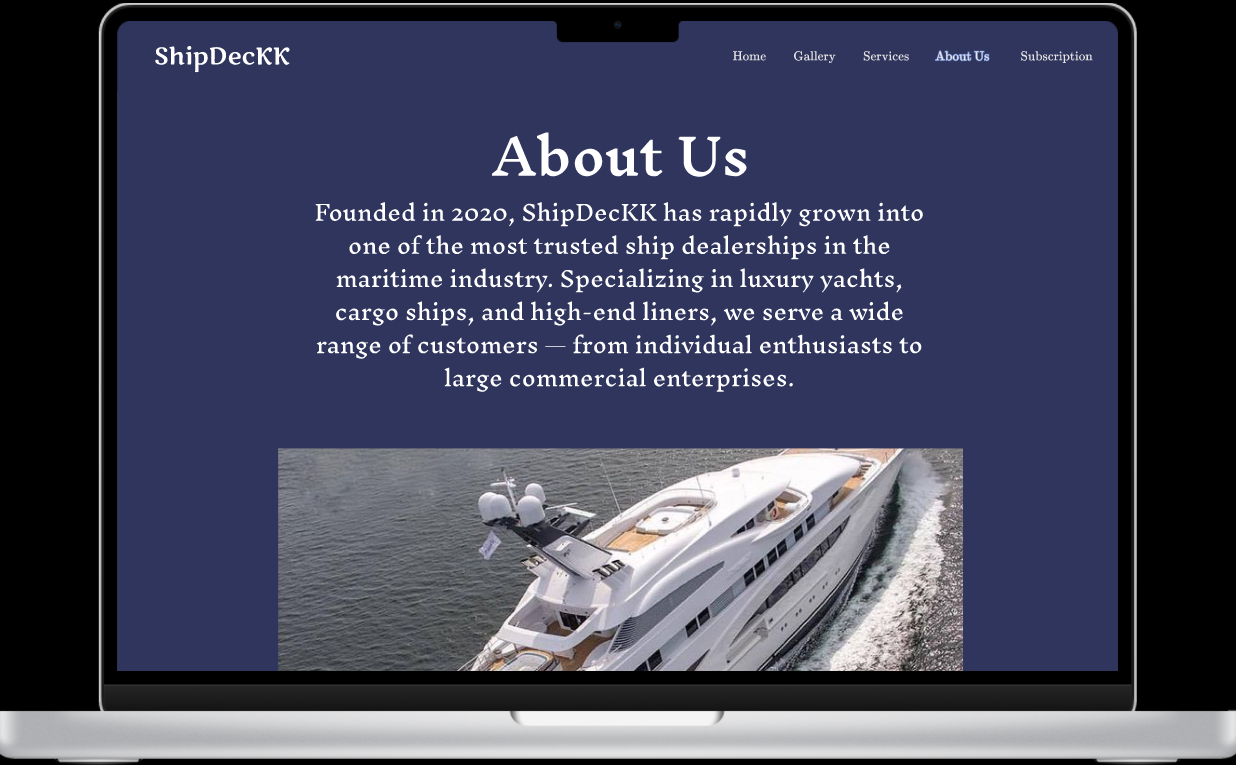 ShipDecKK
Home Gallery Services About Us Subscription
About Us
Founded in 2020, ShipDecKK has rapidly grown into
one of the most trusted ship dealerships in the
maritime industry. Specializing in luxury yachts,
cargo ships, and high-end liners, we serve a wide
range of customers — from individual enthusiasts to
large commercial enterprises.